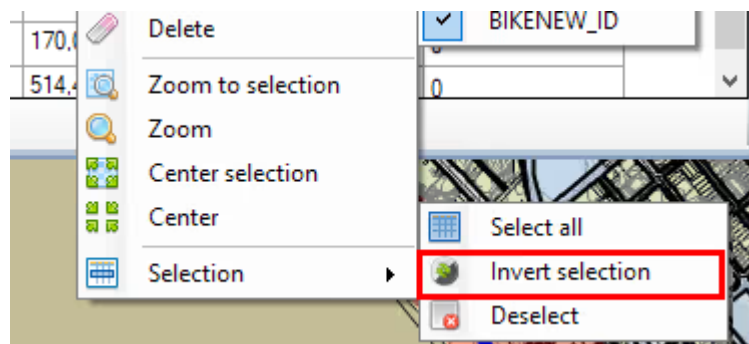 170,0
Delete
BIKENEW_ID
514,4
Zoom to selection
0
Zoom
Center selection
Center
Select all
Selection
Invert selection
Deselect